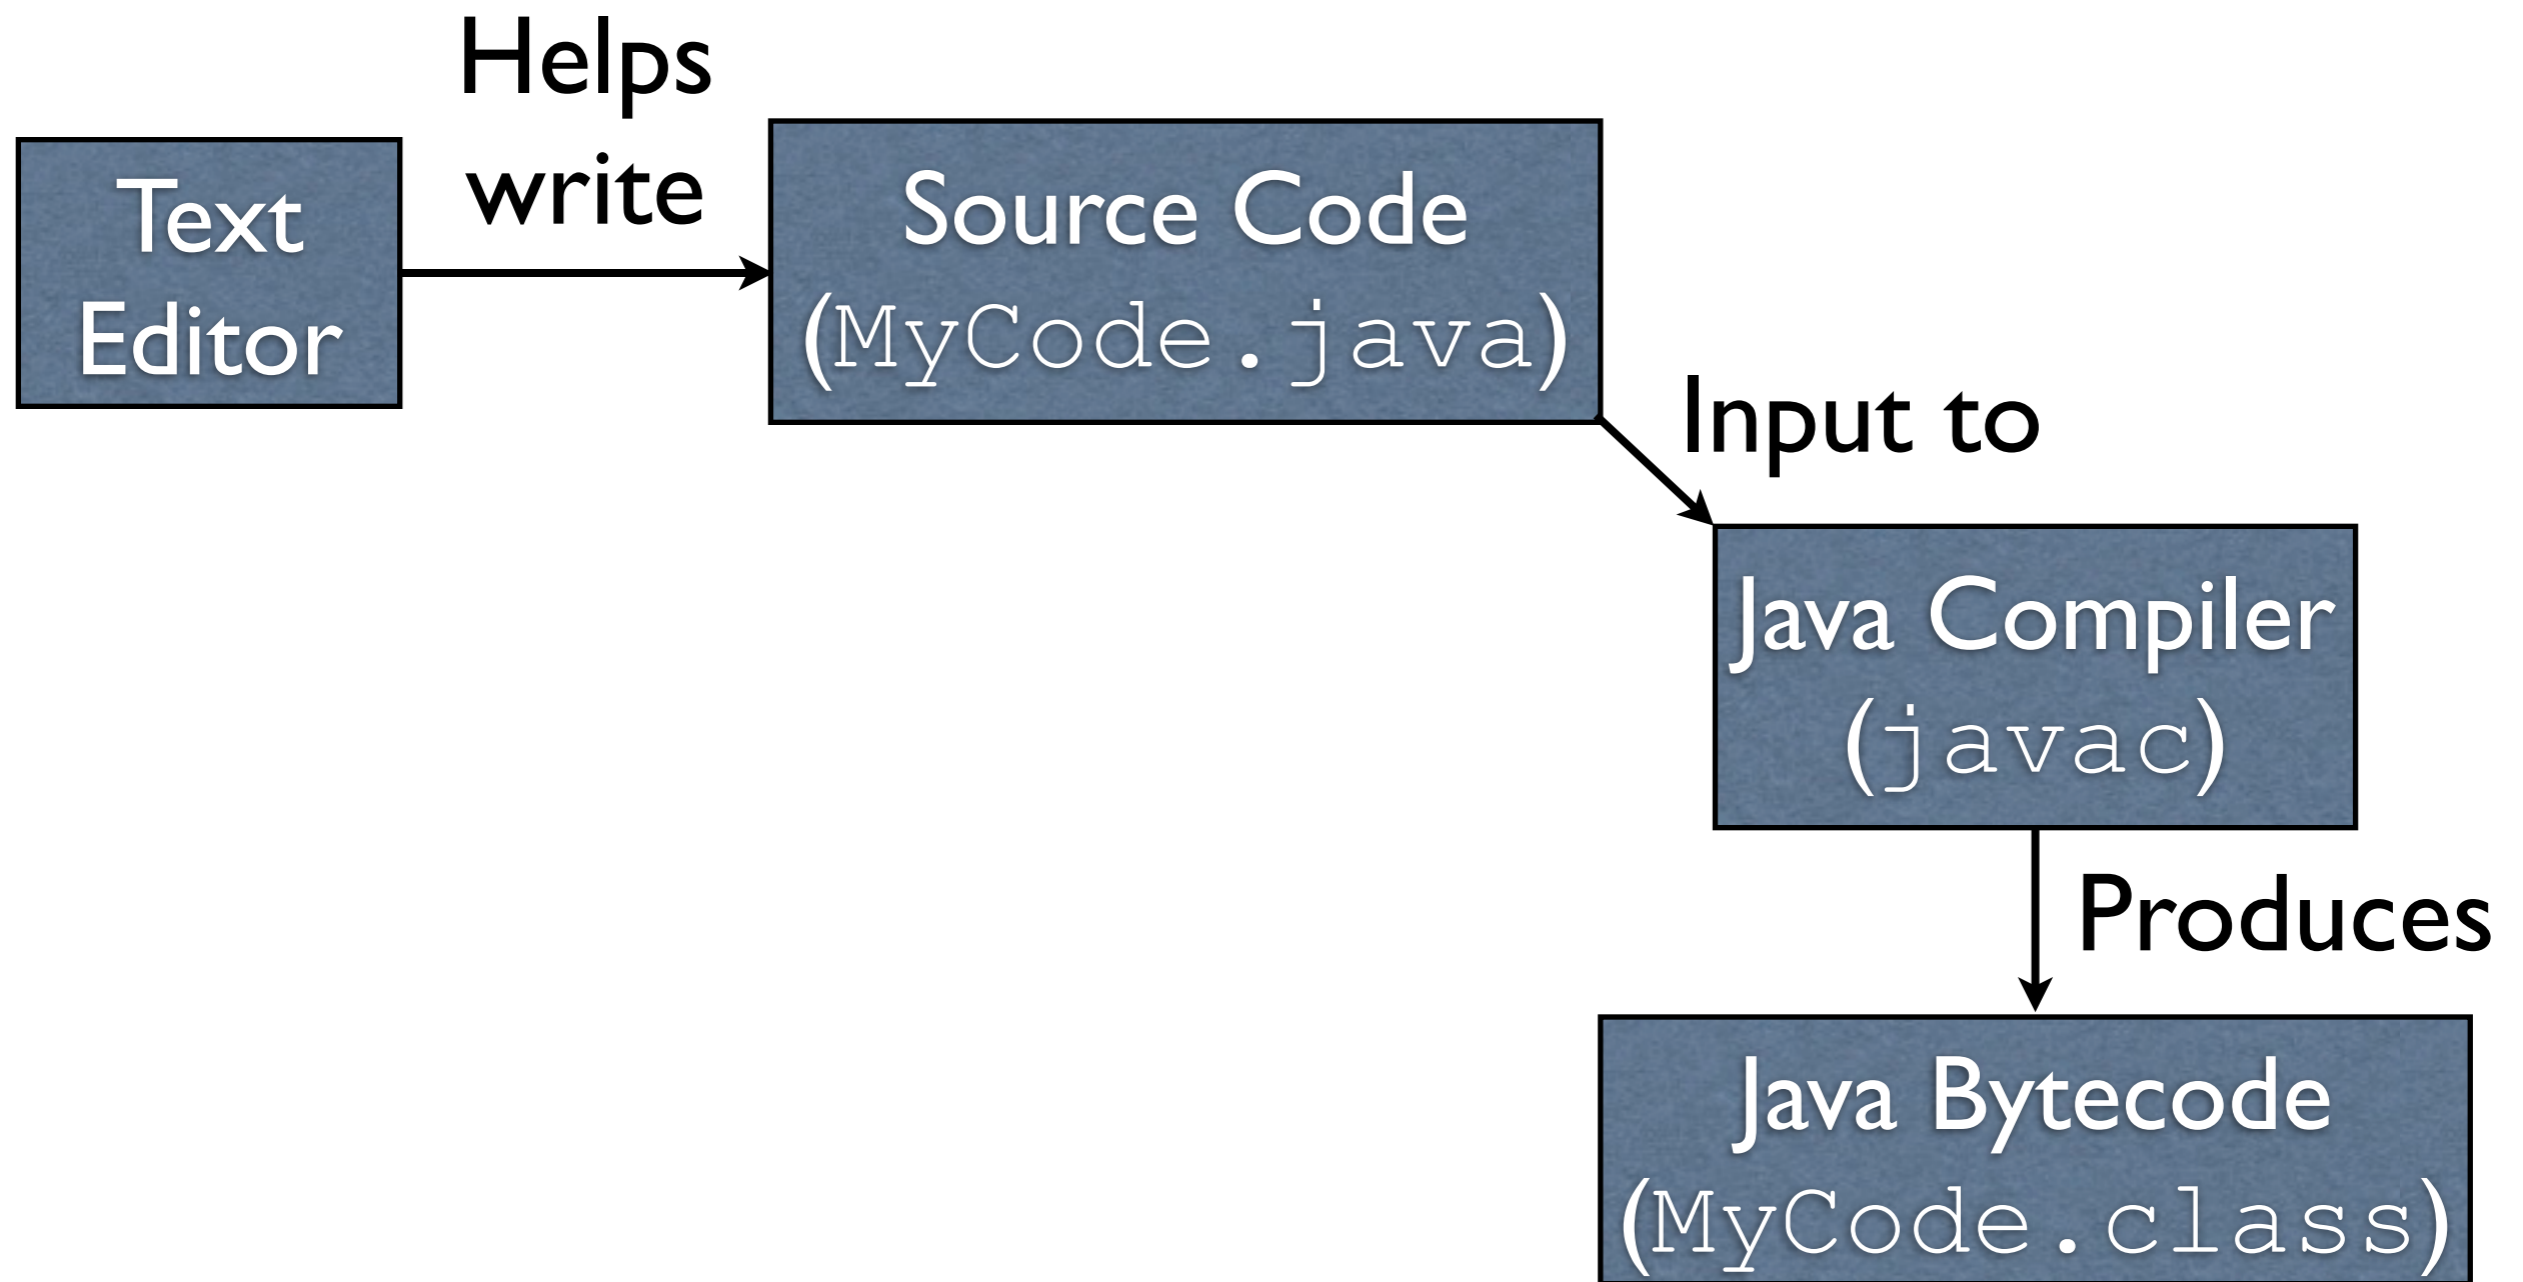 Helps
write
Text
Editor
Source Code
(MyCode.java)
Input to
Java Compiler
(javac)
Produces
Java Bytecode
(MyCode.class)